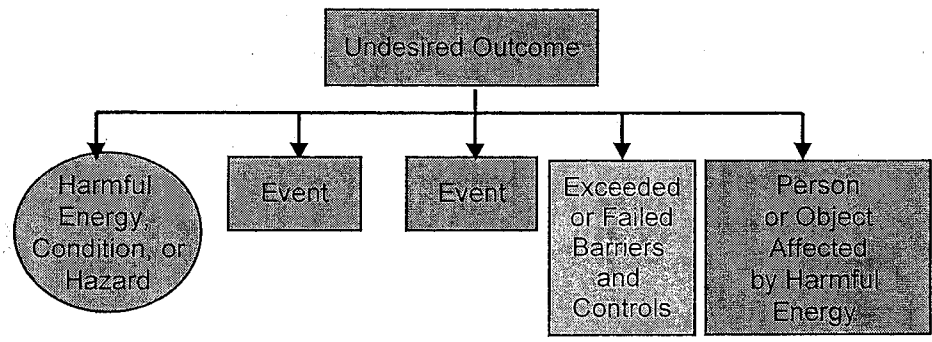 Undesired Outcome
Harmful
Energy,
Condition, or
Hazard
Event
Event
Exceeded
or Failed
Barriers
and
Controls
Person
or Object
Affected
by Harmful
Energy